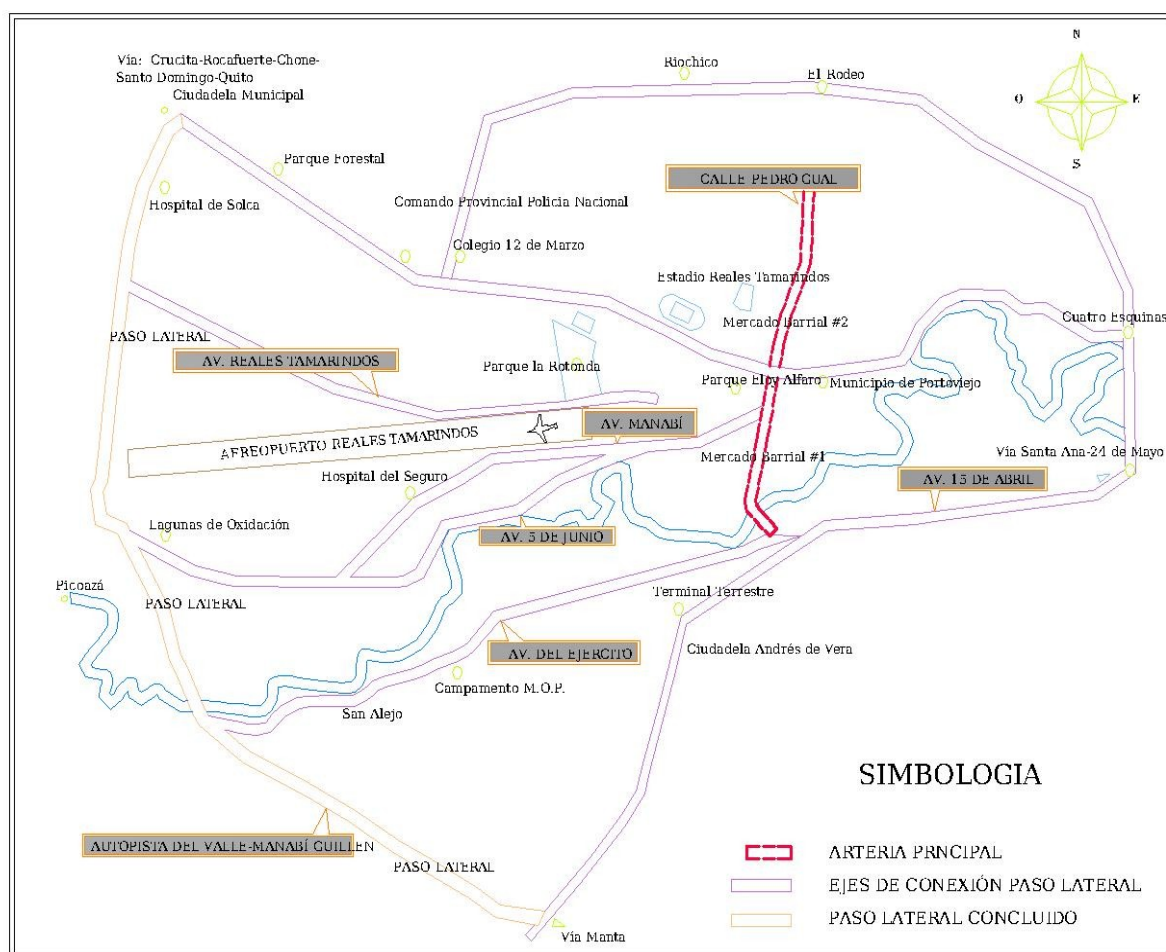 N
Vía: Crucita-Rocafuerte-Chone-
Santo Domingo-Quito
Ciudadela Municipal
Riochico
El Rodeo
O
E
S
Parque Forestal
CALLE PEDRO GUAL
Hospital de Solca
Comando Provincial Policia Nacional
Colegio 12 de Marzo
Estadio Reales Tamarindos
Mercado Barrial #2
Cuatro Esquinas
PASO LATERAL
AV. REALES TAMARINDOS
Parque la Rotonda
Parque Eloy Alfaro
Municipio de Portoviejo
AV. MANABÍ
AEREOPUERTO REALES TAMARINDOS
Mercado Barrial #1
Vía Santa Ana-24 de Mayo
Hospital del Seguro
AV. 15 DE ABRIL
Lagunas de Oxidación
AV. 5 DE JUNIO
Picoazá
PASO LATERAL
Terminal Terrestre
AV. DEL EJERCITO
Ciudadela Andrés de Vera
Campamento M.O.P.
San Alejo
SIMBOLOGIA
AUTOPISTA DEL VALLE-MANABÍ GUILLEN
PASO LATERAL
ARTERIA PRNCIPAL
EJES DE CONEXIÓN PASO LATERAL
PASO LATERAL CONCLUIDO
Vía Manta